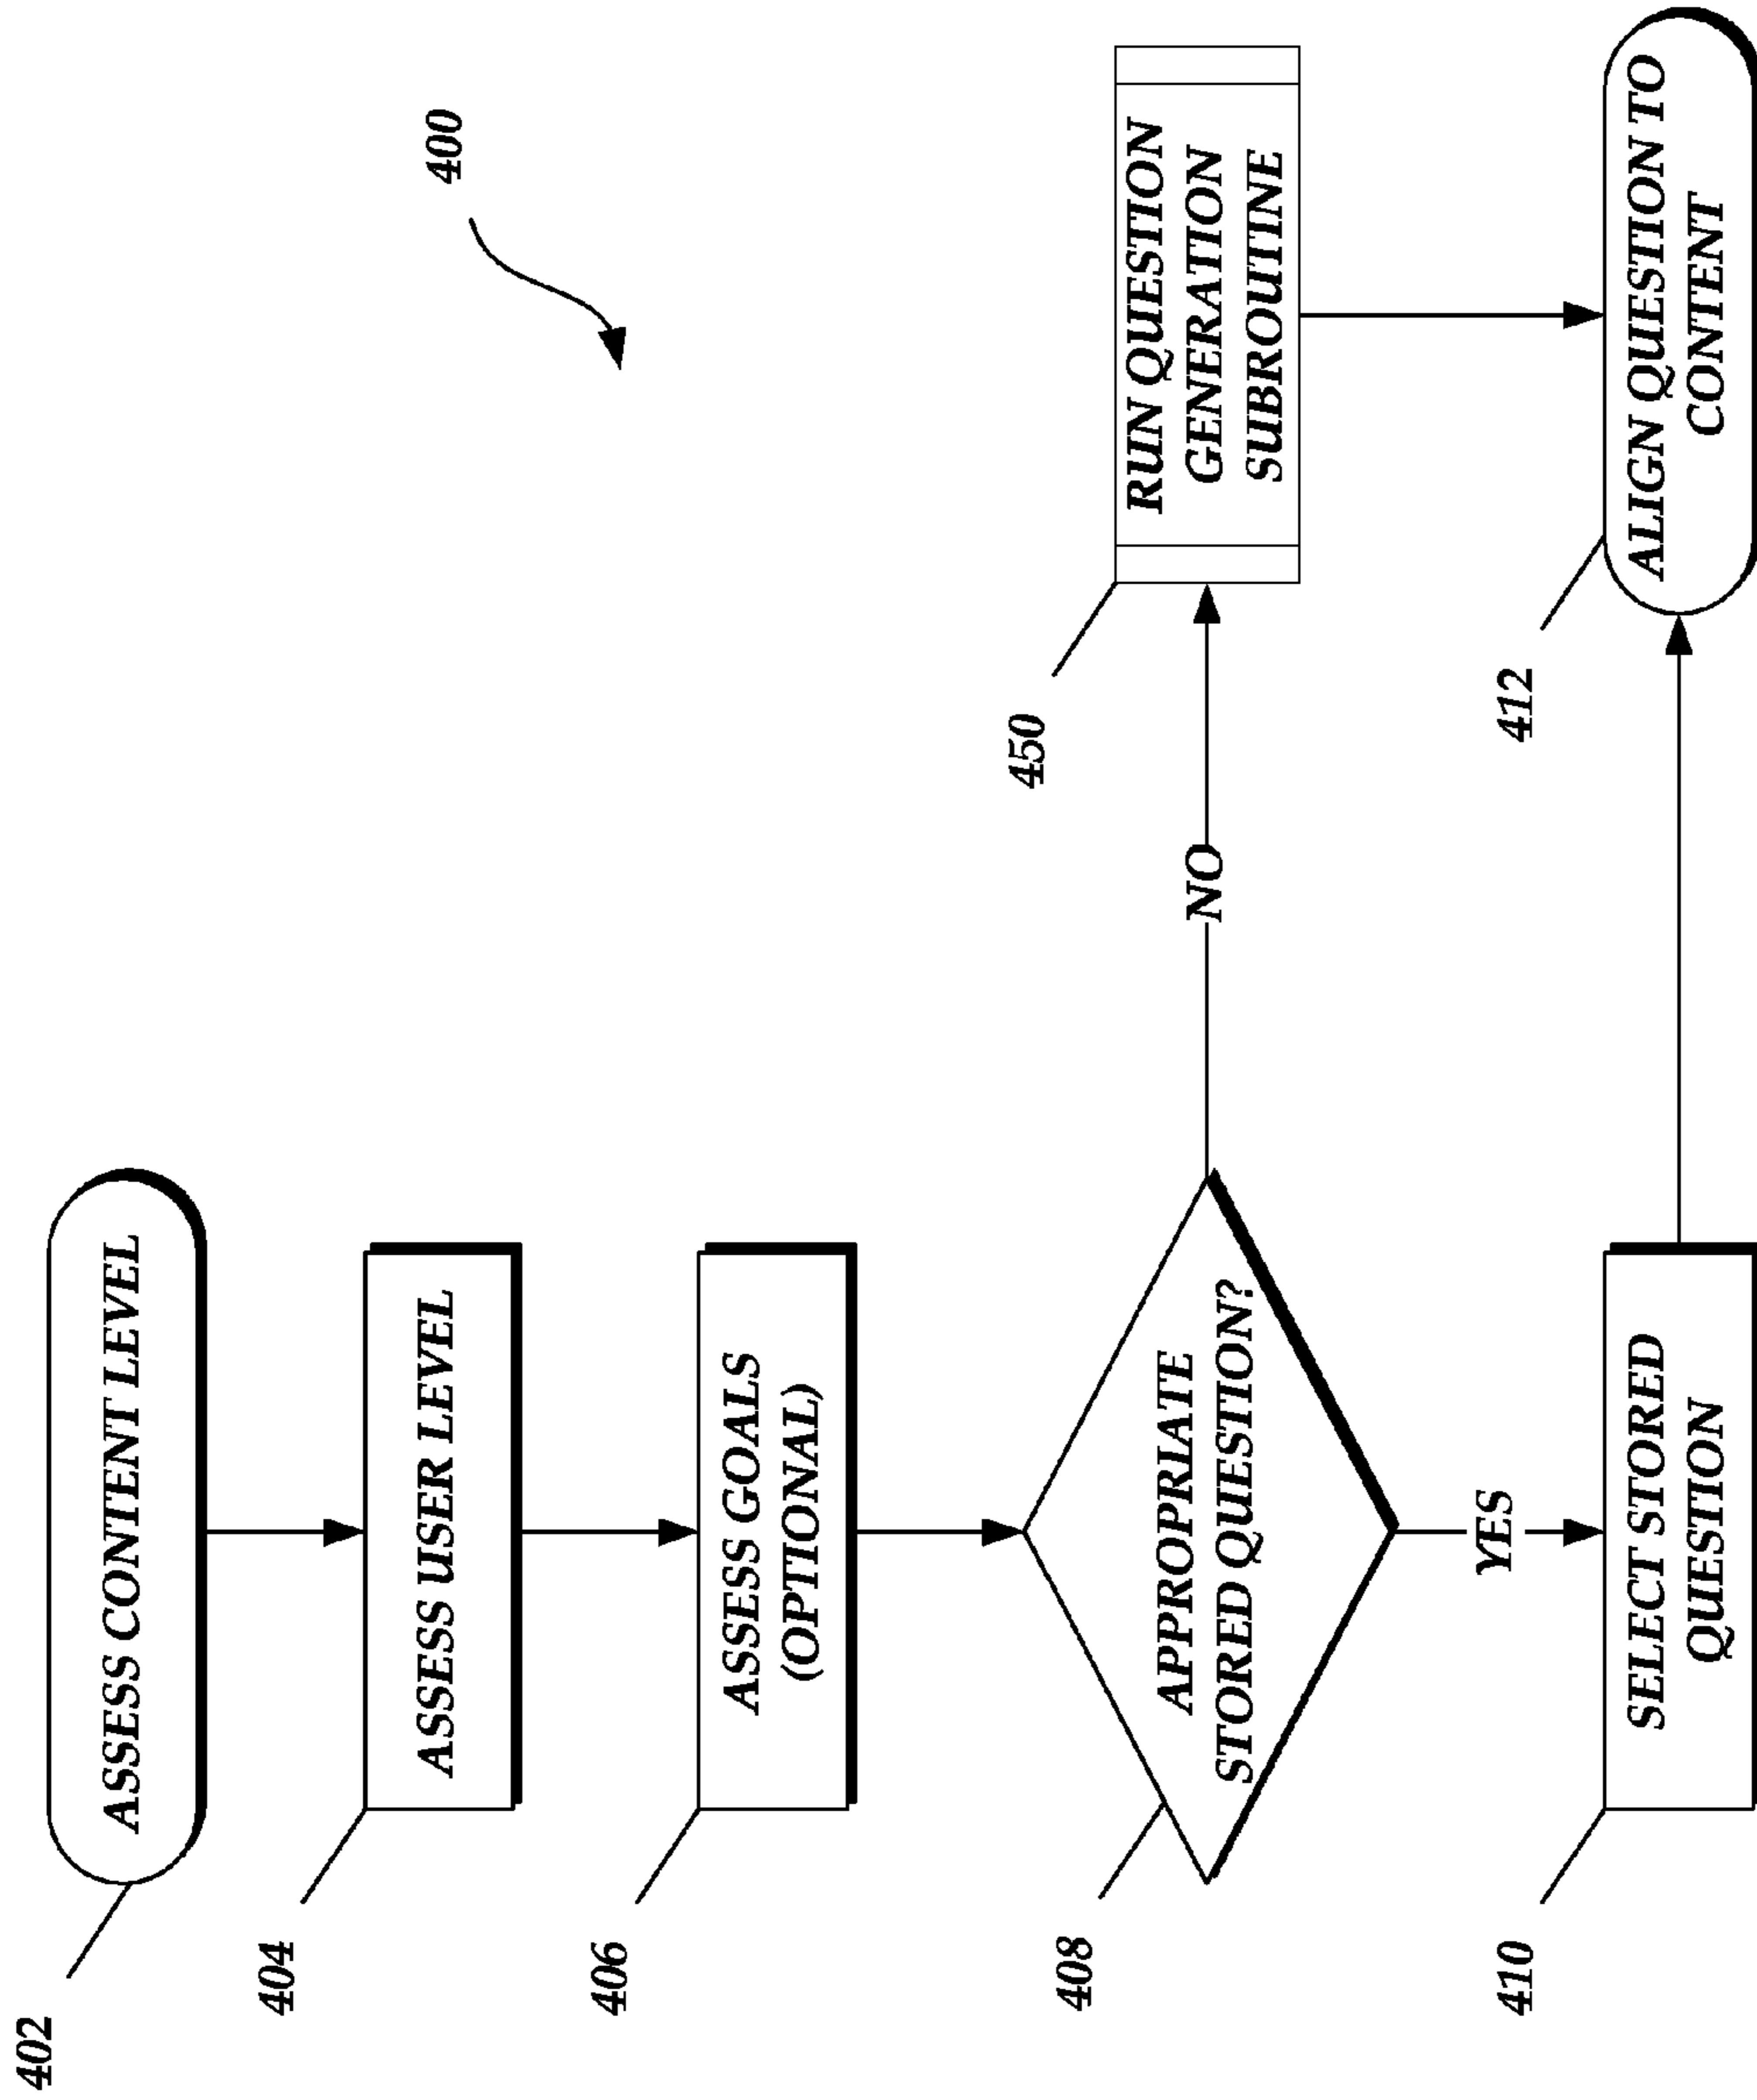 400
402
ASSESS CONTENT LEVEL
404
ASSESS USER LEVEL
406
ASSESS GOALS
(OPTIONAL)
408
APPROPRIATE
STORED QUESTION?
NO
450
RUN QUESTION
GENERATION
SUBROUTINE
YES
410
SELECT STORED
QUESTION
412
ALIGN QUESTION TO
CONTENT